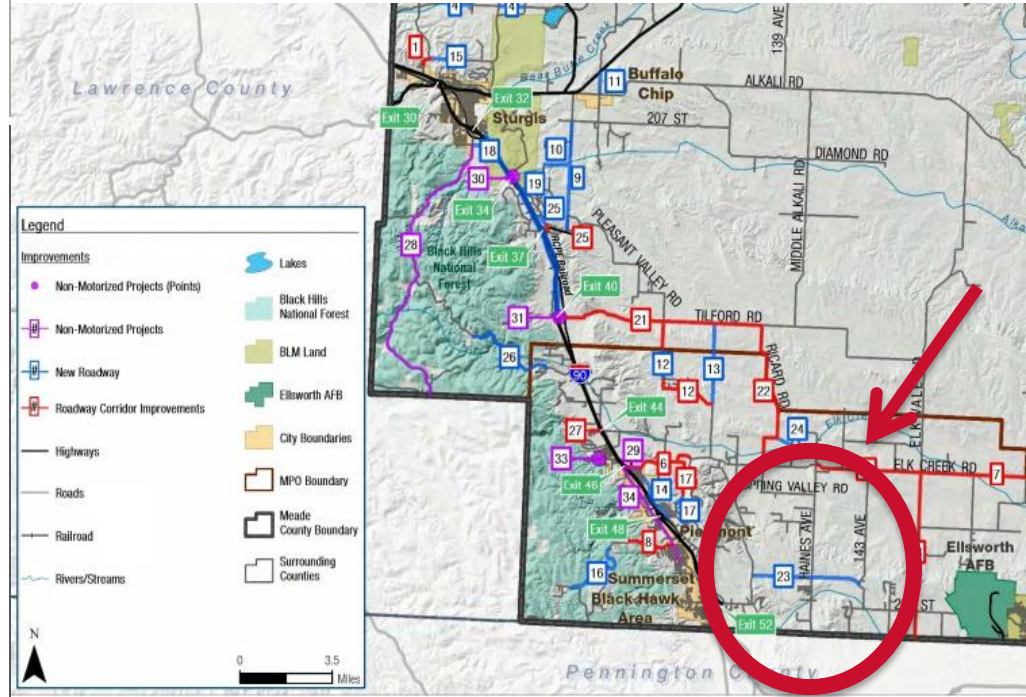 4
4
139 AVE
1
15
Bear Butte Creek
11
Buffalo
Chip
ALKALI RD
Lawrence County
Exit 32
Exit 30
Sturgis
207 ST
18
10
DIAMOND RD
30
19
9
Exit 34
25
25
PLEASANT VALLEY RD
MIDDLE ALKALI RD
28
Black Hills
National
Forest
Exit 37
RCPE Railroad
Exit 40
31
21
TILFORD RD
26
12
13
90
12
22
RICARD RD
Exit 44
24
27
33
29
6
ELK CREEK RD
7
Exit 46
17
14
HAINES AVE
143 AVE
34
17
Exit 48
Piedmont
8
Ellsworth
AFB
16
Summerset
23
Black Hawk
Area
Exit 52
Pennington County
Legend
Improvements
Non-Motorized Projects (Points)
# Non-Motorized Projects
# New Roadway
# Roadway Corridor Improvements
Highways
Roads
Railroad
Rivers/Streams
Lakes
Black Hills
National Forest
BLM Land
Ellsworth AFB
City Boundaries
MPO Boundary
Meade
County Boundary
Surrounding
Counties
N
0 3.5
Miles